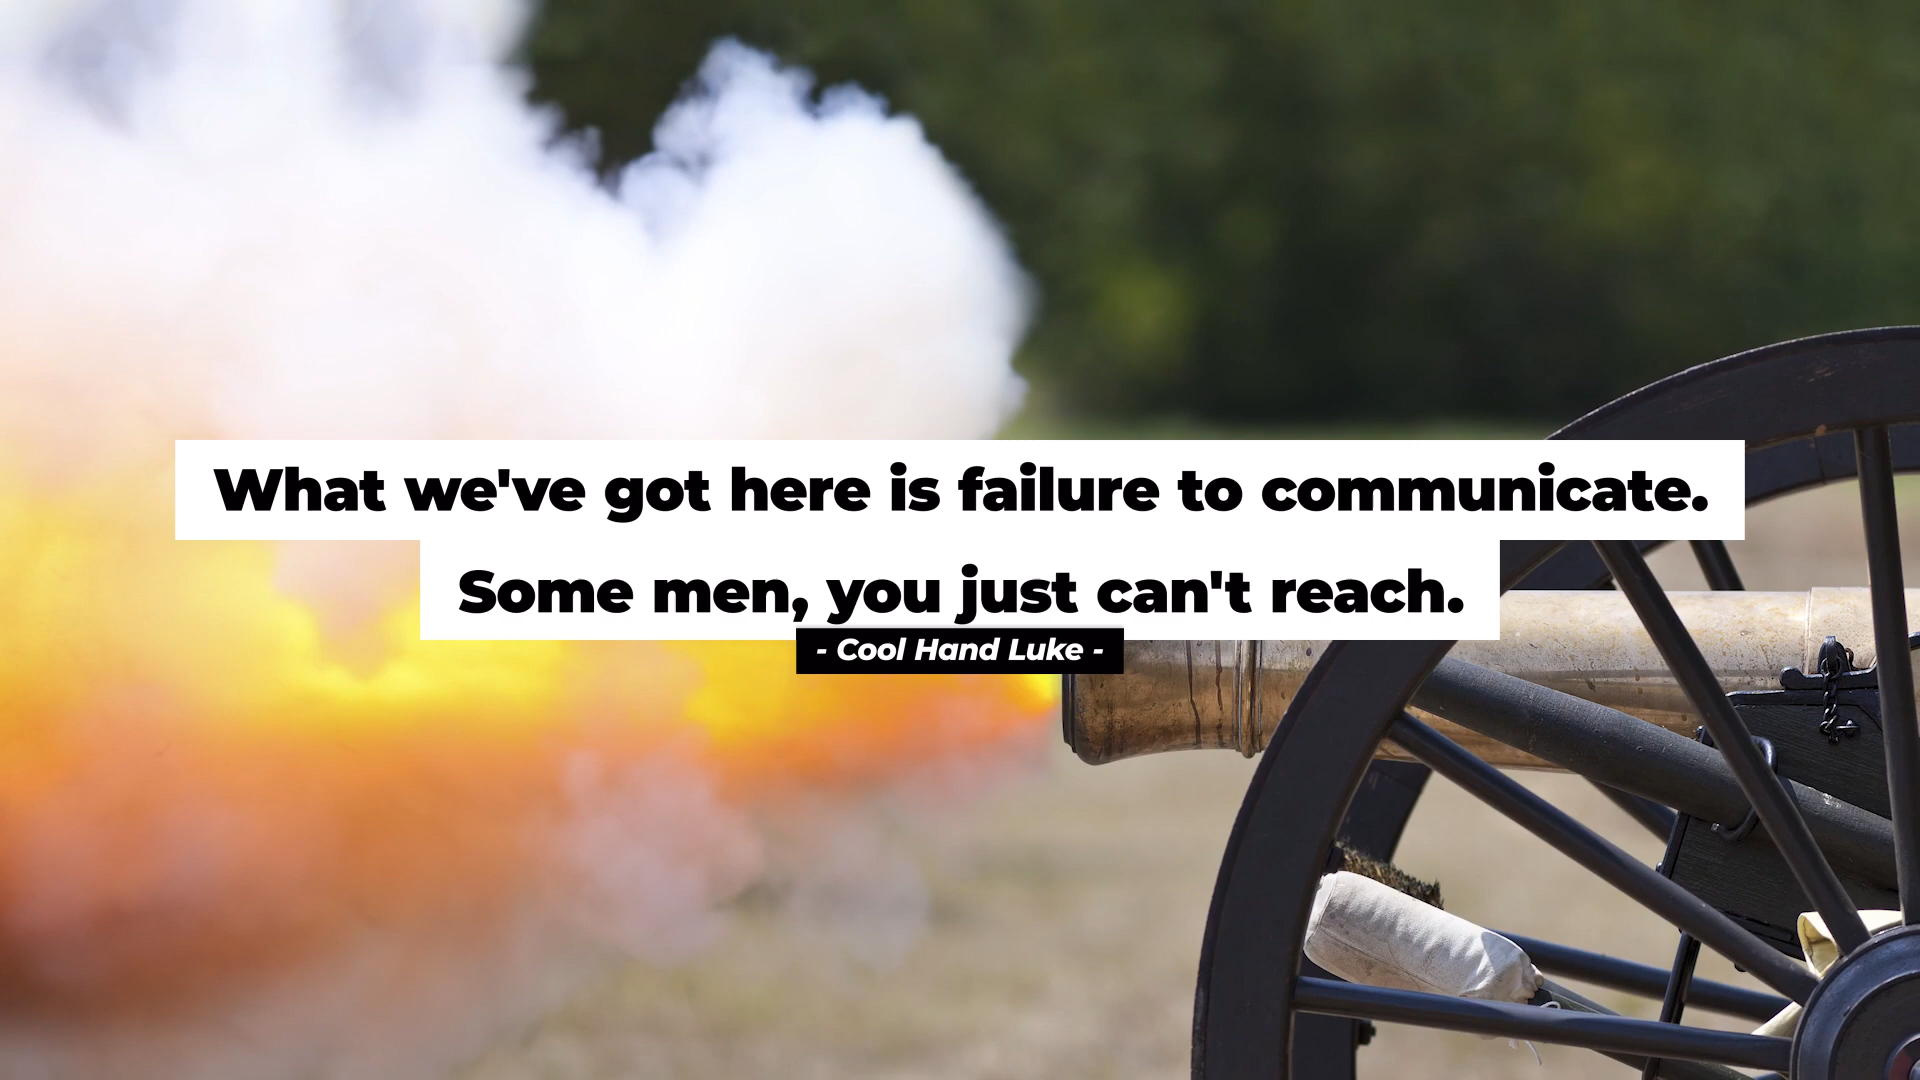 What we've got here is failure to communicate.
Some men, you just can't reach.
- Cool Hand Luke -